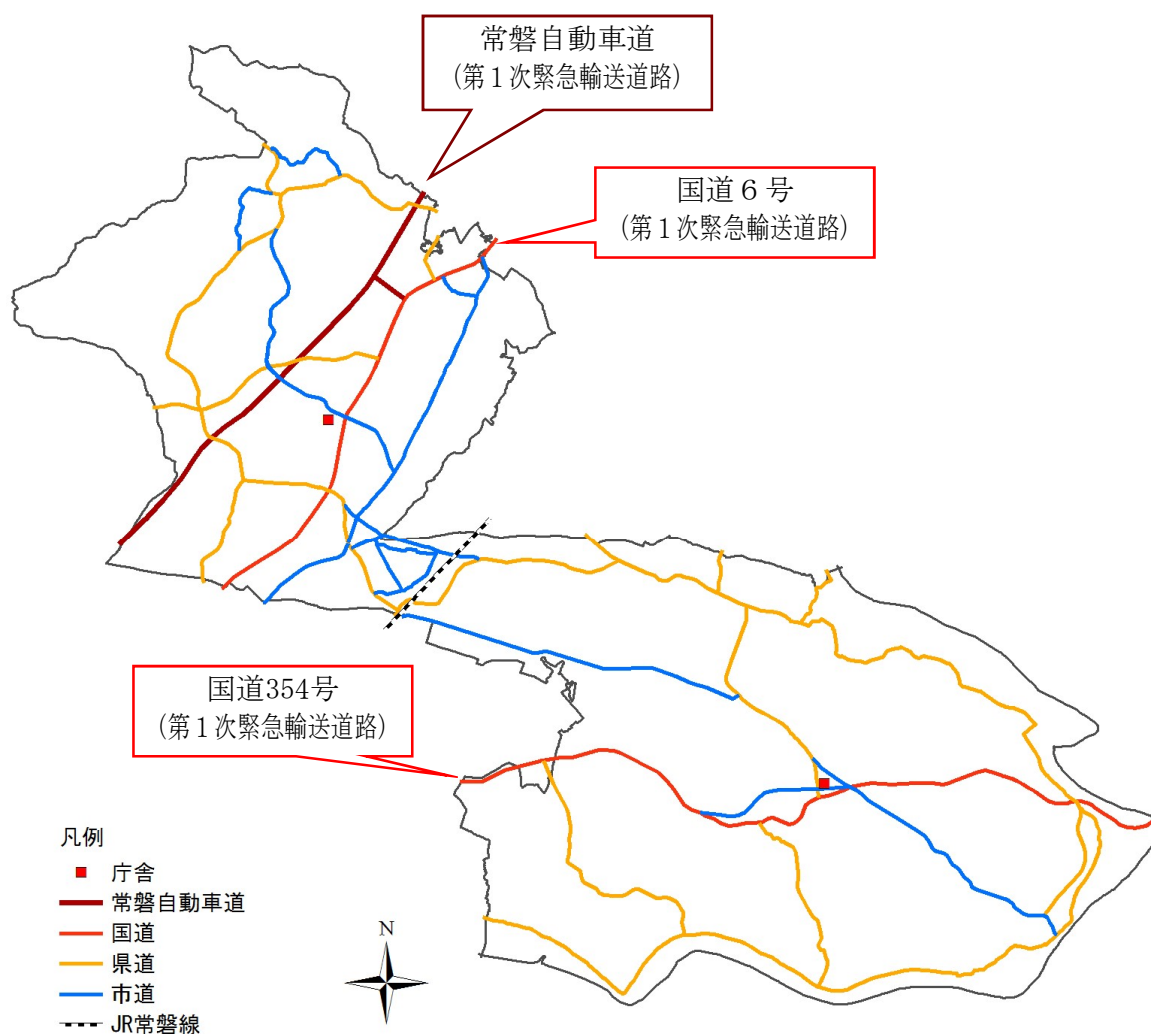 常磐自動車道
(第１次緊急輸送道路)
国道６号
(第１次緊急輸送道路)
国道354号
(第１次緊急輸送道路)
凡例
庁舎
常磐自動車道
国道
県道
市道
JR常磐線
N